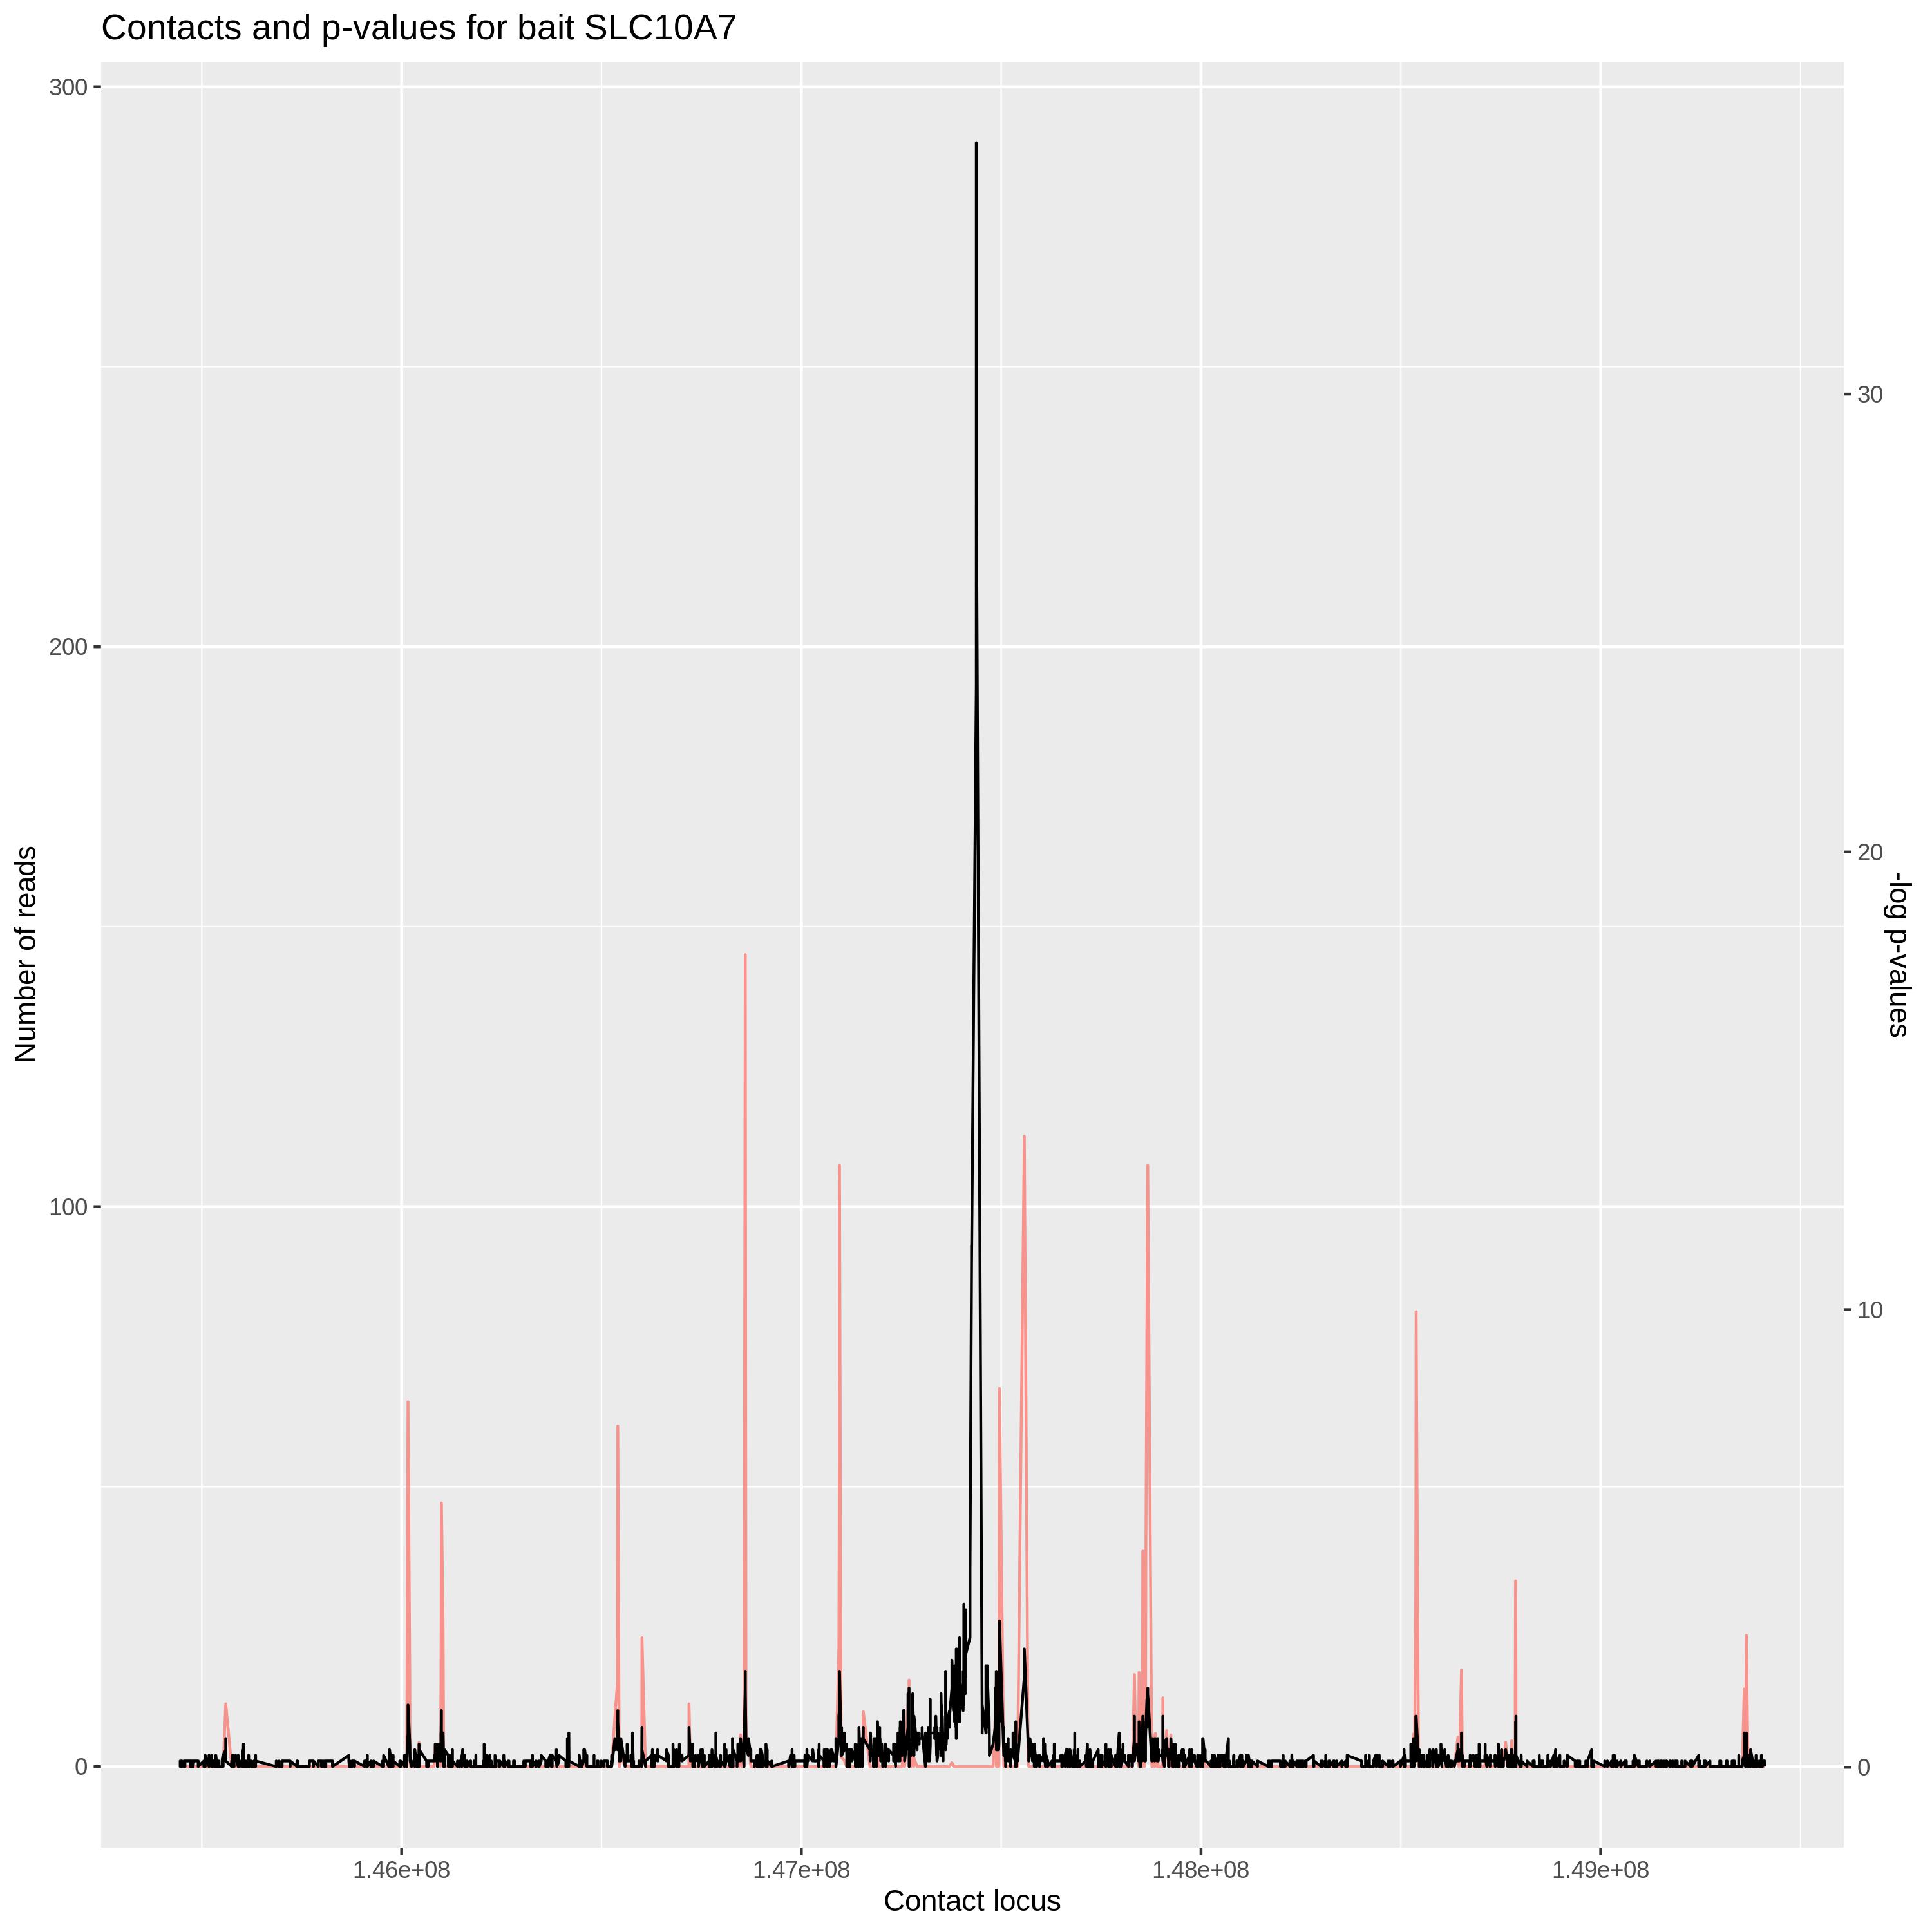 Contacts and p-values for bait SLC10A7
300
200
100
0
Number of reads
30
20
10
0
-log p-values
1.46e+08 1.47e+08 1.48e+08 1.49e+08
Contact locus